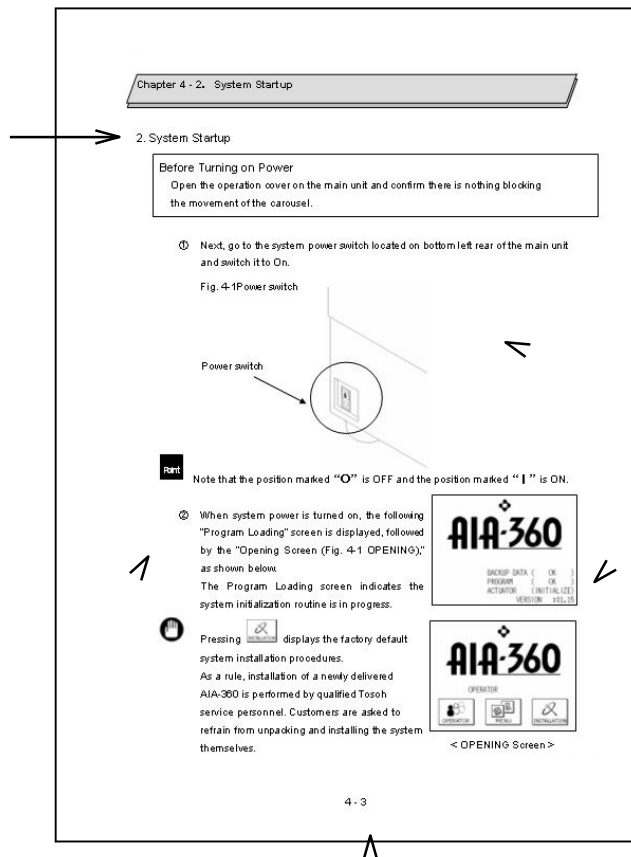 Chapter 4 - 2. System Startup
2. System Startup
Before Turning on Power
Open the operation cover on the main unit and confirm there is nothing blocking
the movement of the carousel.
① Next, go to the system power switch located on bottom left rear of the main unit
and switch it to On.
Fig. 4-1Power switch
Power switch
Point
Note that the position marked “O” is OFF and the position marked “ | ” is ON.
② When system power is turned on, the following
"Program Loading" screen is displayed, followed
by the "Opening Screen (Fig. 4-1 OPENING),"
as shown below.
The Program Loading screen indicates the
system initialization routine is in progress.
AIA-360
BACKUP DATA ( OK )
PROGRAM ( OK )
ACTUATOR (INITIALIZE)
VERSION :01.15
Pressing INSTALLATION displays the factory default
system installation procedures.
As a rule, installation of a newly delivered
AIA-360 is performed by qualified Tosoh
service personnel. Customers are asked to
refrain from unpacking and installing the system
themselves.
AIA-360
OPERATOR
OPERATOR MENU INSTALLATION
< OPENING Screen >
4 - 3